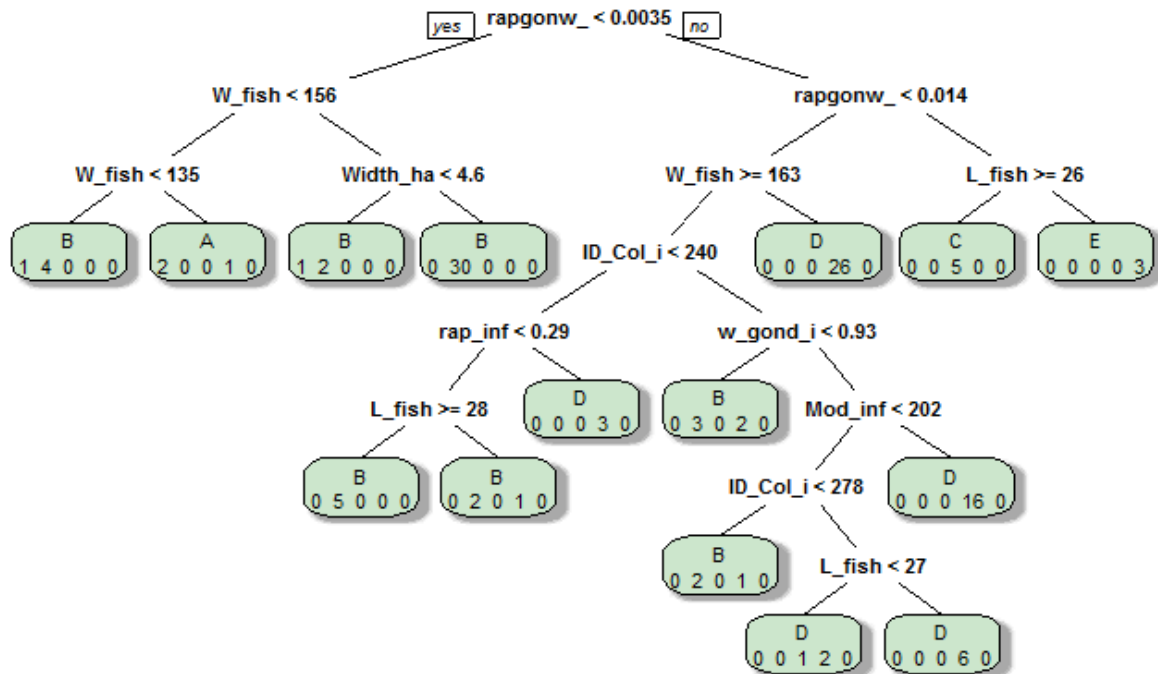 yes rapgonw_ < 0.0035 no
W_fish < 156 rapgonw_ < 0.014
W_fish < 135 Width_ha < 4.6 W_fish >= 163 L_fish >= 26
B A B B D C E
1 4 0 0 0 2 0 0 1 0 1 2 0 0 0 0 30 0 0 0 0 0 0 26 0 0 0 5 0 0 0 0 0 0 3
ID_Col_i < 240
rap_inf < 0.29 w_gond_i < 0.93
D B
0 0 0 3 0 0 3 0 2 0
L_fish >= 28 Mod_inf < 202
B B D
0 5 0 0 0 0 2 0 1 0 0 0 0 16 0
ID_Col_i < 278
B
0 2 0 1 0
L_fish < 27
D D
0 0 1 2 0 0 0 0 6 0